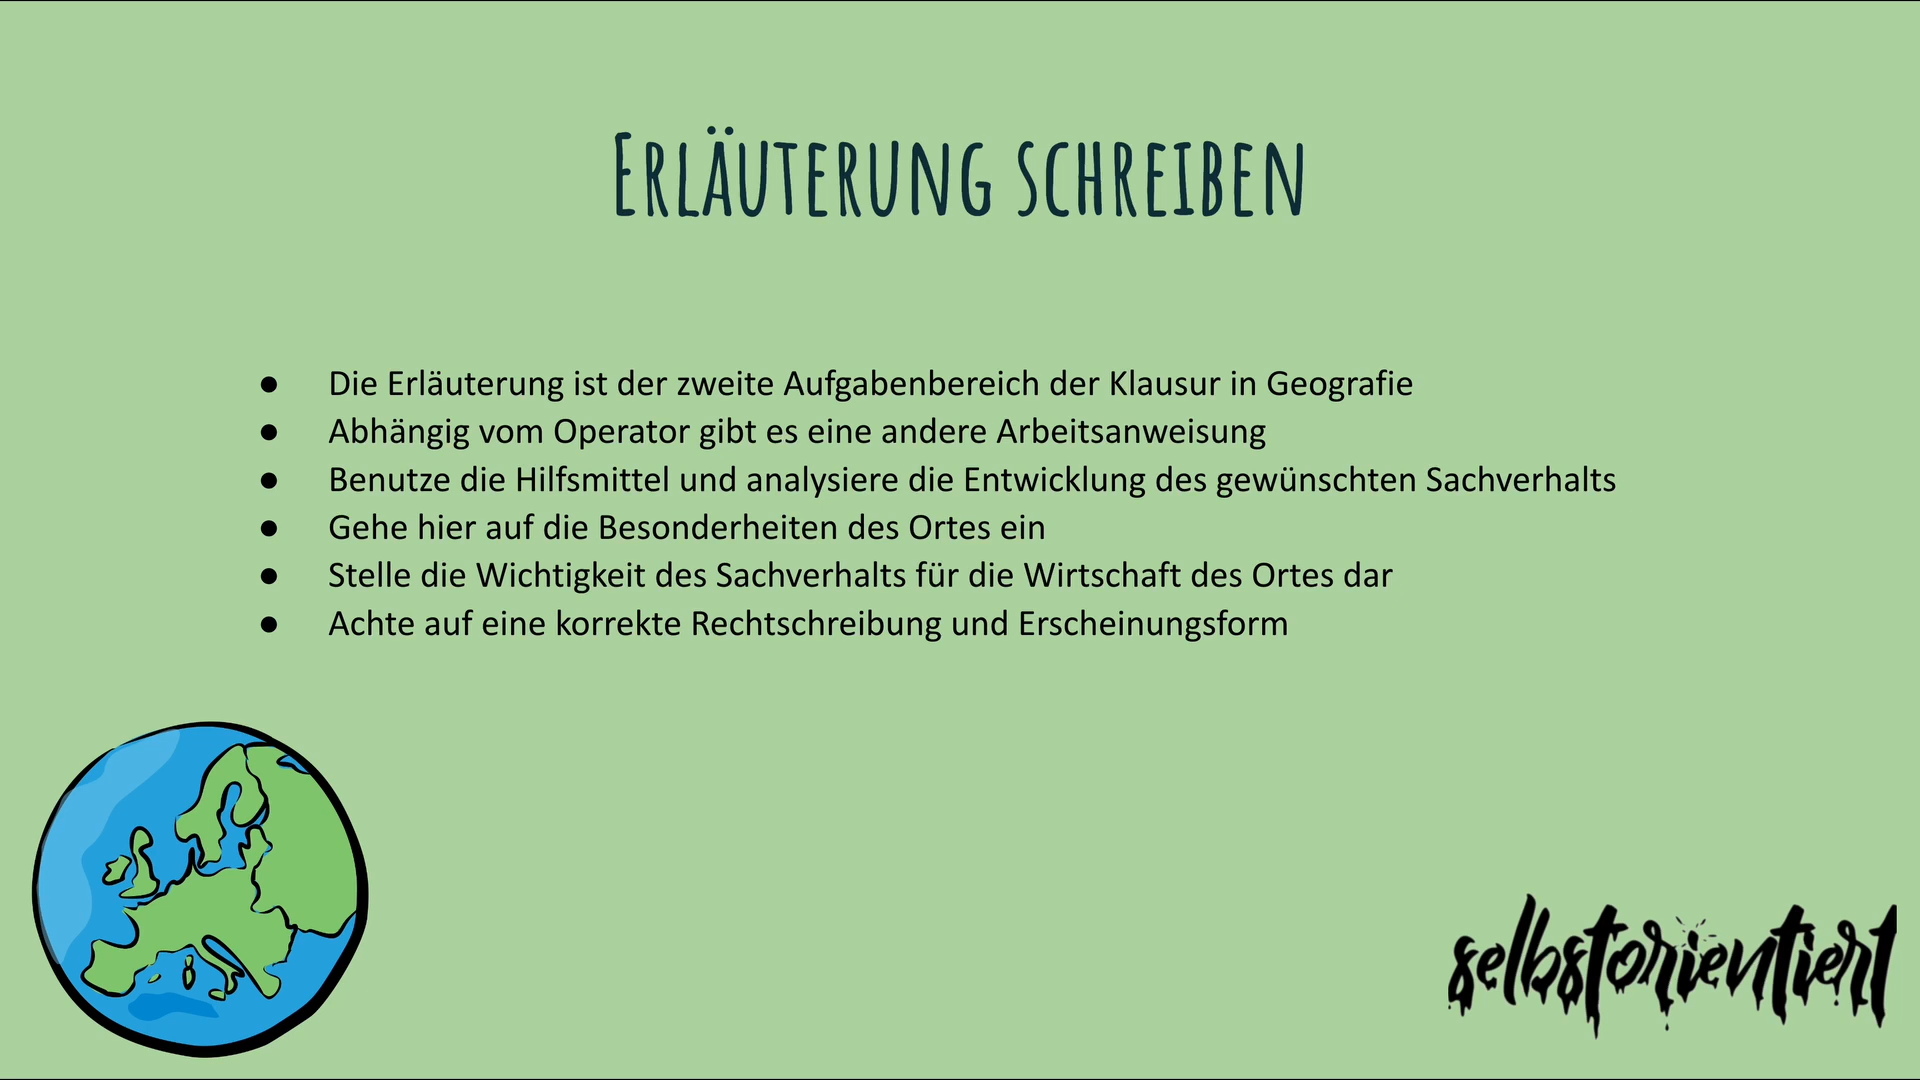 Erläuterung schreiben
● Die Erläuterung ist der zweite Aufgabenbereich der Klausur in Geografie
● Abhängig vom Operator gibt es eine andere Arbeitsanweisung
● Benutze die Hilfsmittel und analysiere die Entwicklung des gewünschten Sachverhalts
● Gehe hier auf die Besonderheiten des Ortes ein
● Stelle die Wichtigkeit des Sachverhalts für die Wirtschaft des Ortes dar
● Achte auf eine korrekte Rechtschreibung und Erscheinungsform
selbstorientiert